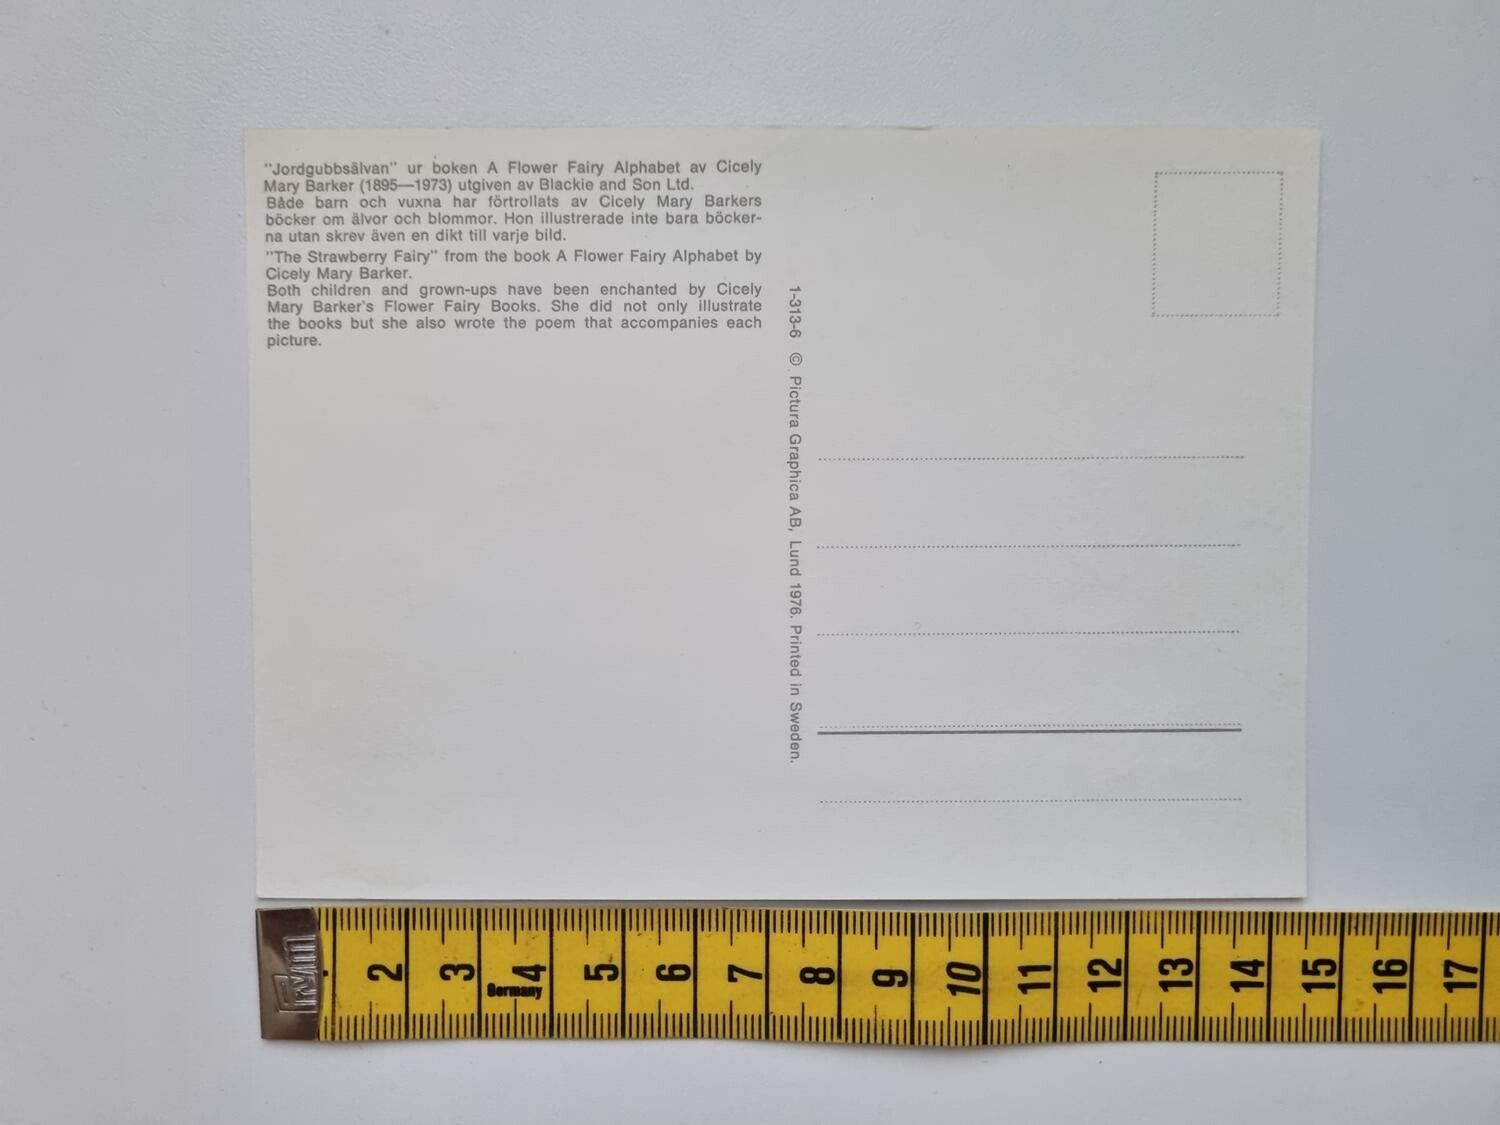 "Jordgubbsälvan" ur boken A Flower Fairy Alphabet av Cicely
Mary Barker (1895—1973) utgiven av Blackie and Son Ltd.
Både barn och vuxna har förtrollats av Cicely Mary Barkers
böcker om älvor och blommor. Hon illustrerade inte bara böcker-
na utan skrev även en dikt till varje bild.
"The Strawberry Fairy" from the book A Flower Fairy Alphabet by
Cicely Mary Barker.
Both children and grown-ups have been enchanted by Cicely
Mary Barker's Flower Fairy Books. She did not only illustrate
the books but she also wrote the poem that accompanies each
picture.
1-313-6 © Pictura Graphica AB, Lund 1976. Printed in Sweden.
Prym 2 3 4 5 6 7 8 9 10 11 12 13 14 15 16 17
Germany